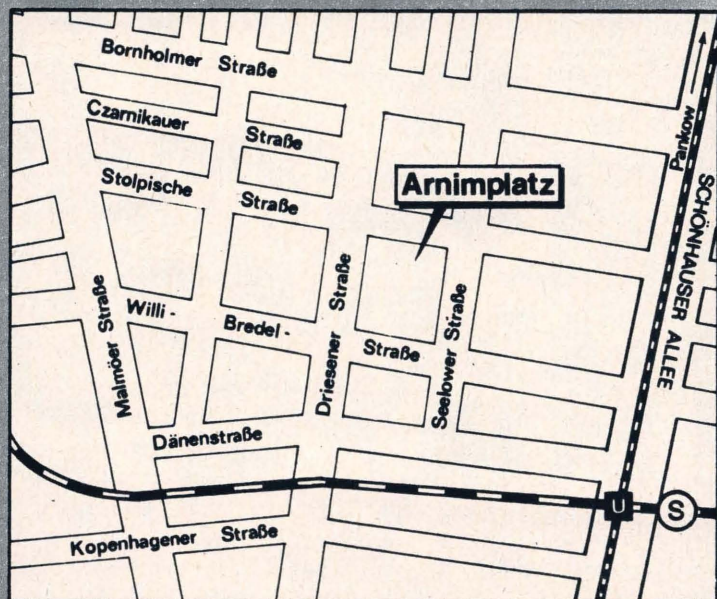 Bornholmer Straße
Czarnikauer Straße
Stolpische Straße
Arnimplatz
Pankow
SCHÖNHAUSER ALLEE
Malmöer Straße
Willi - Bredel - Straße
Driesener Straße
Seelower Straße
Dänenstraße
U
S
Kopenhagener Straße